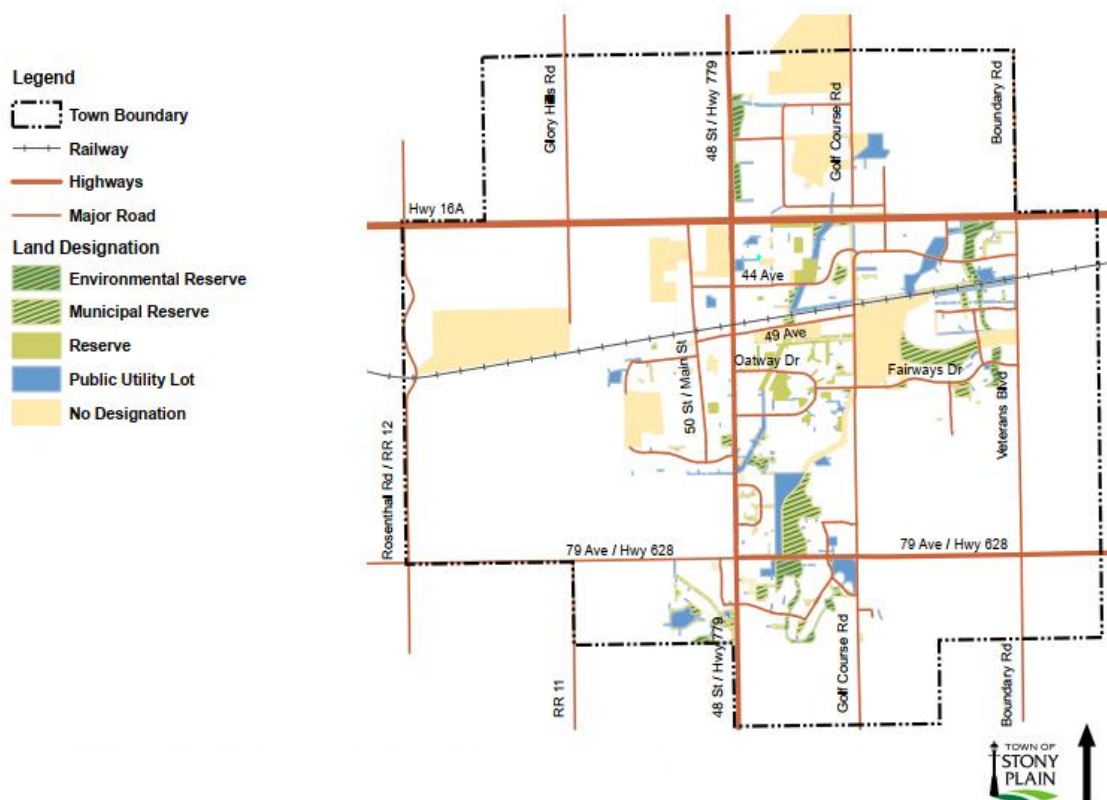 Legend
Town Boundary
Railway
Highways
Major Road
Land Designation
Environmental Reserve
Municipal Reserve
Reserve
Public Utility Lot
No Designation
Glory Hills Rd
48 St / Hwy 779
Golf Course Rd
Boundary Rd
Hwy 16A
44 Ave
49 Ave
Oatway Dr
Fairways Dr
50 St / Main St
Veterans Blvd
Rosenthal Rd / RR 12
79 Ave / Hwy 628
79 Ave / Hwy 628
RR 11
48 St / Hwy 779
Golf Course Rd
Boundary Rd
TOWN OF
STONY
PLAIN